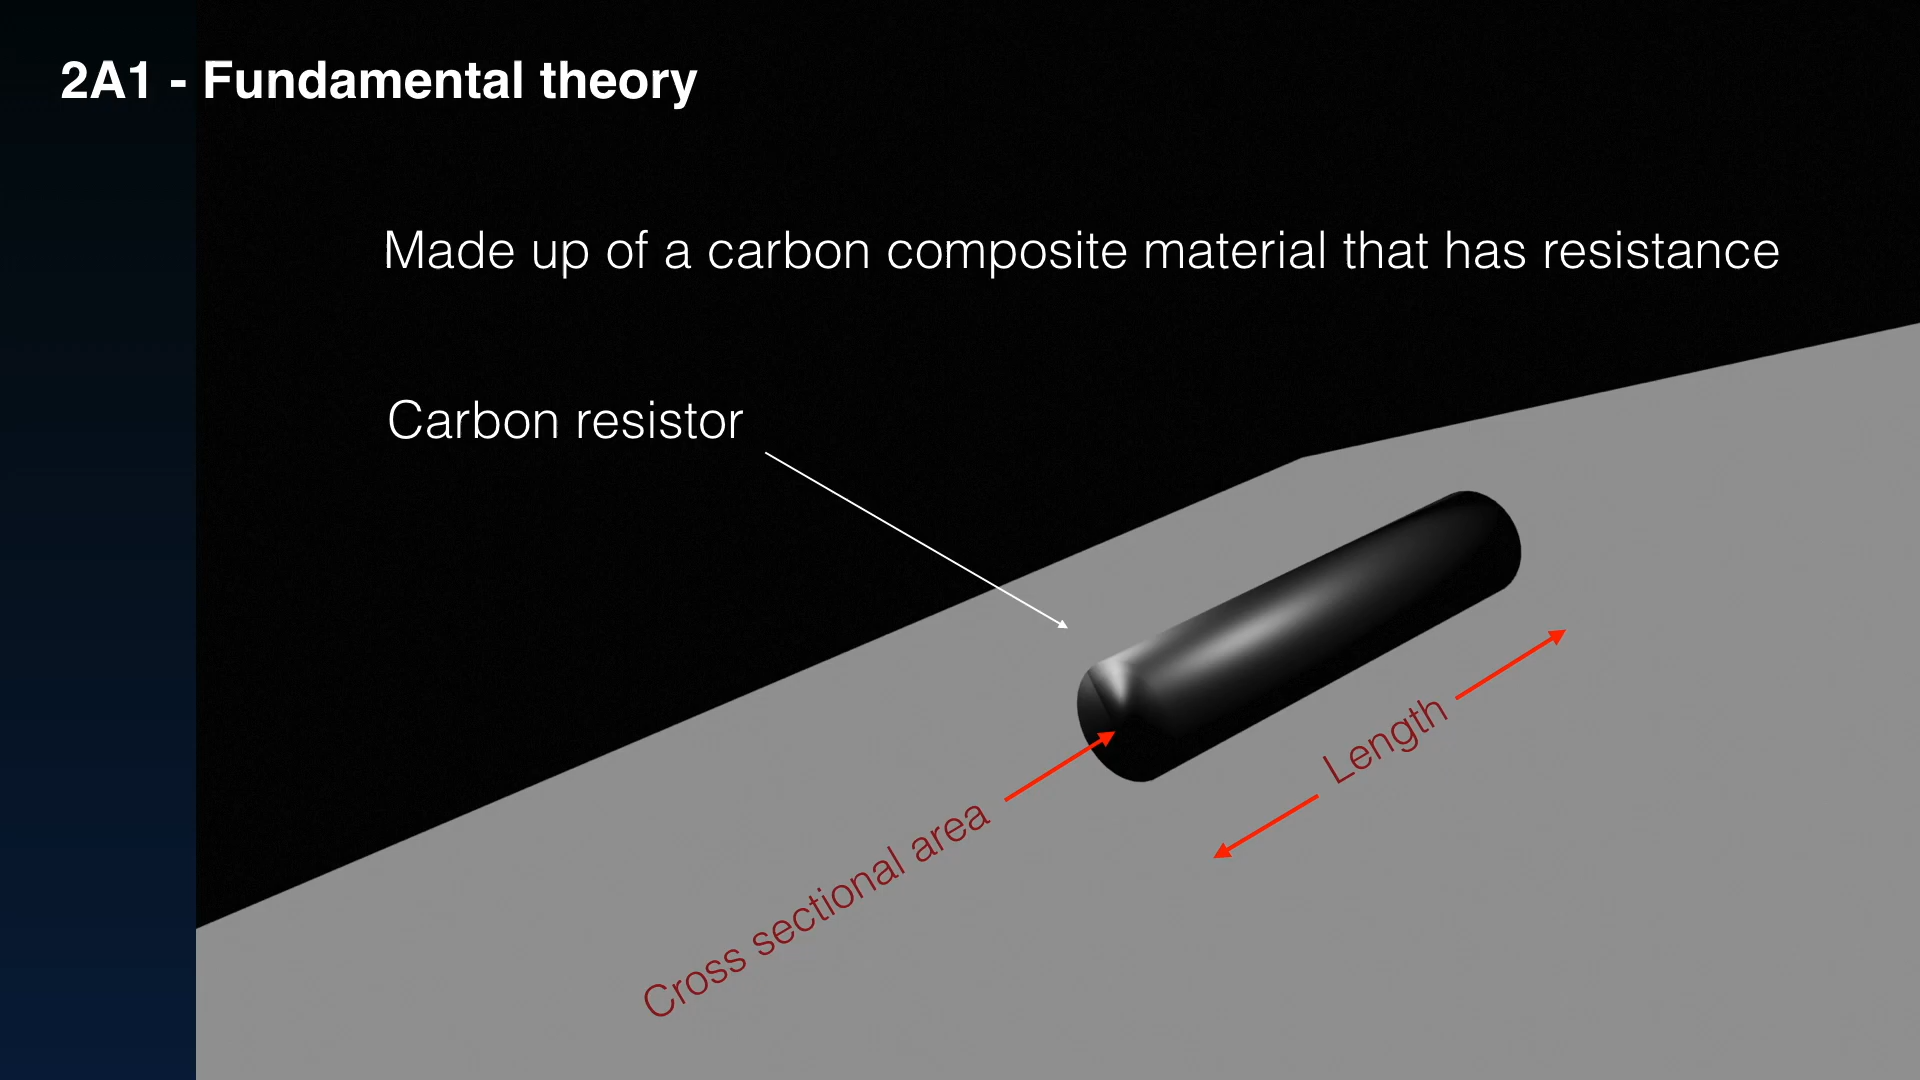 2A1 - Fundamental theory
Made up of a carbon composite material that has resistance
Carbon resistor
Length
Cross sectional area